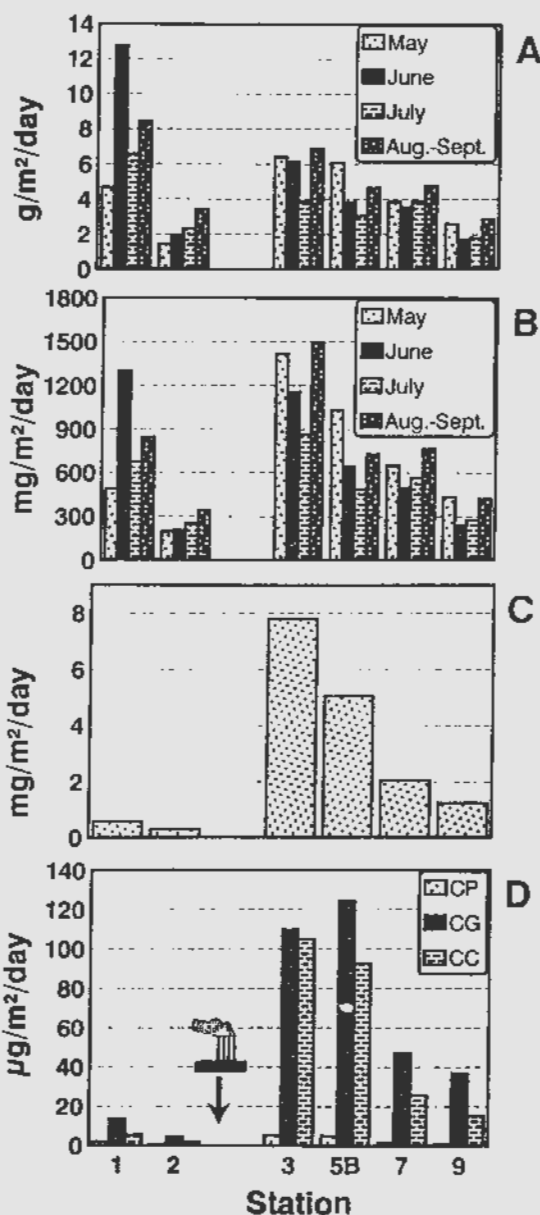 A
g/m²/day
14
12
10
8
6
4
2
0
May
June
July
Aug.-Sept.
B
mg/m²/day
1800
1500
1200
900
600
300
0
May
June
July
Aug.-Sept.
C
mg/m²/day
8
6
4
2
0
D
µg/m²/day
140
120
100
80
60
40
20
0
CP
CG
CC
1 2 3 5B 7 9
Station